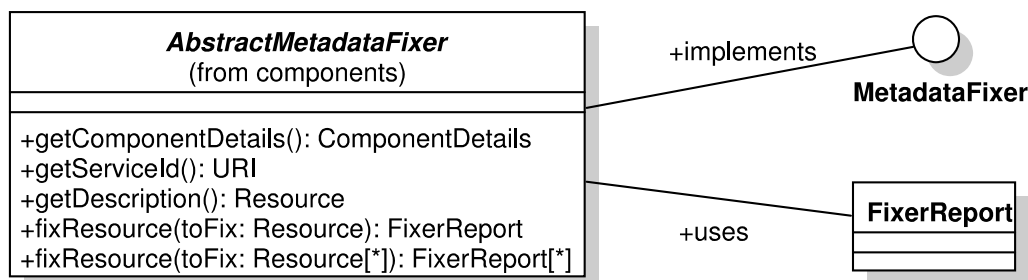 AbstractMetadataFixer
(from components)
+getComponentDetails(): ComponentDetails
+getServiceId(): URI
+getDescription(): Resource
+fixResource(toFix: Resource): FixerReport
+fixResource(toFix: Resource[*]): FixerReport[*]
+implements
MetadataFixer
+uses
FixerReport